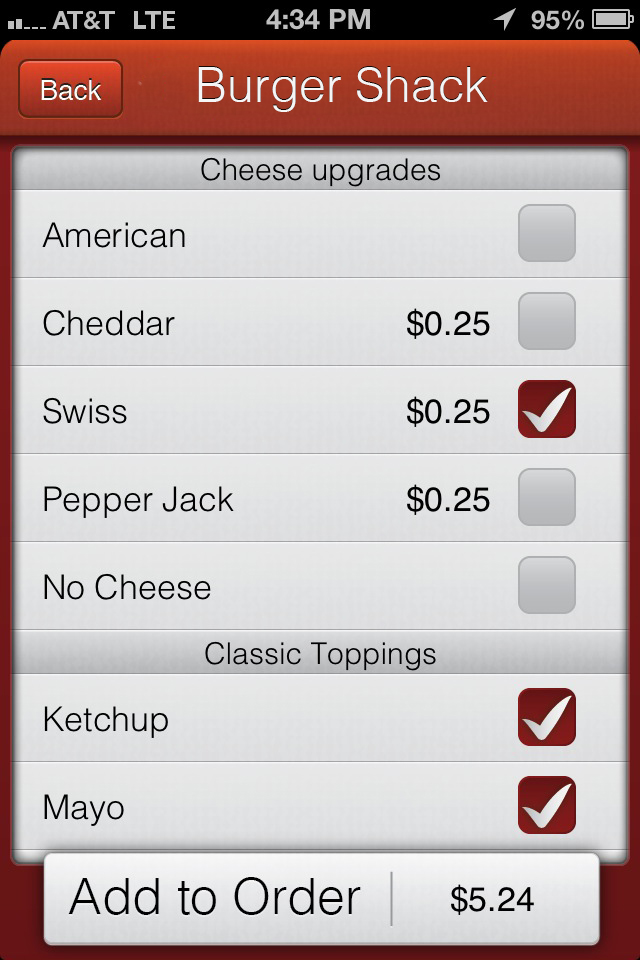 AT&T LTE 4:34 PM 95%
Back Burger Shack
Cheese upgrades
American
Cheddar $0.25
Swiss $0.25
Pepper Jack $0.25
No Cheese
Classic Toppings
Ketchup
Mayo
Add to Order $5.24